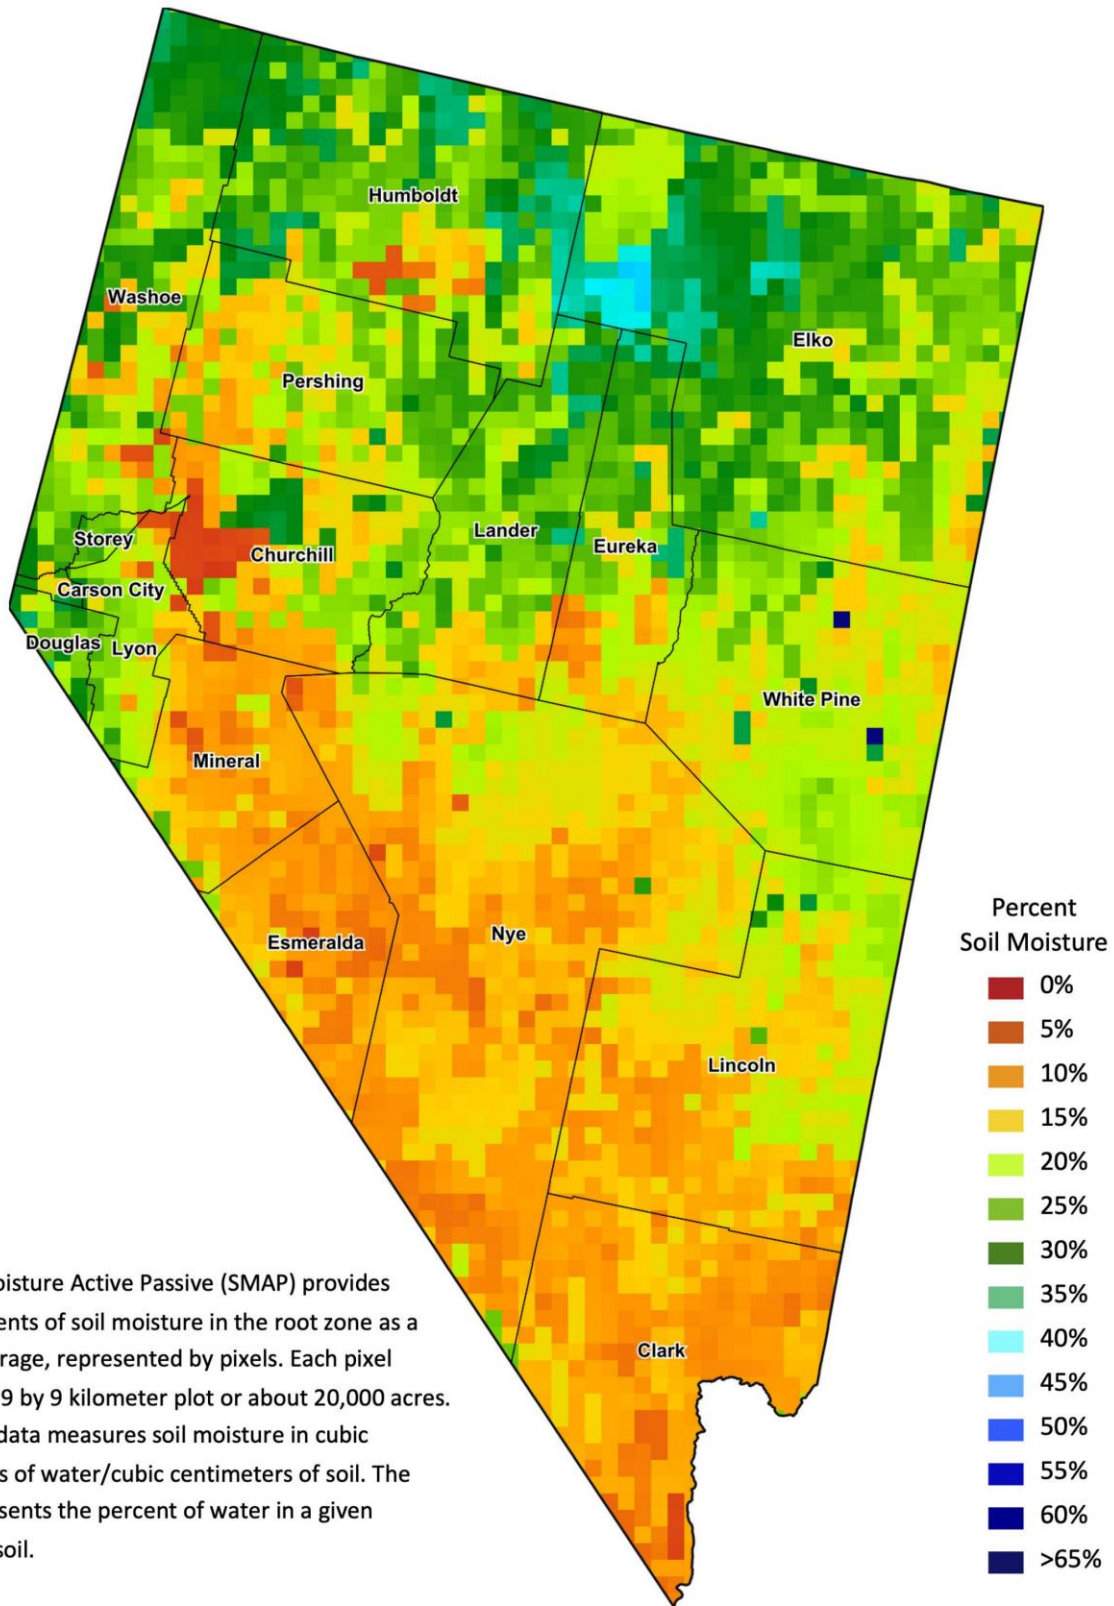 Humboldt
Washoe
Elko
Pershing
Storey
Churchill
Lander
Eureka
Carson City
Douglas
Lyon
White Pine
Mineral
Esmeralda
Nye
Lincoln
Clark
Percent
Soil Moisture
0%
5%
10%
15%
20%
25%
30%
35%
40%
45%
50%
55%
60%
>65%
oisture Active Passive (SMAP) provides
ents of soil moisture in the root zone as a
rage, represented by pixels. Each pixel
9 by 9 kilometer plot or about 20,000 acres.
data measures soil moisture in cubic
s of water/cubic centimeters of soil. The
sents the percent of water in a given
soil.